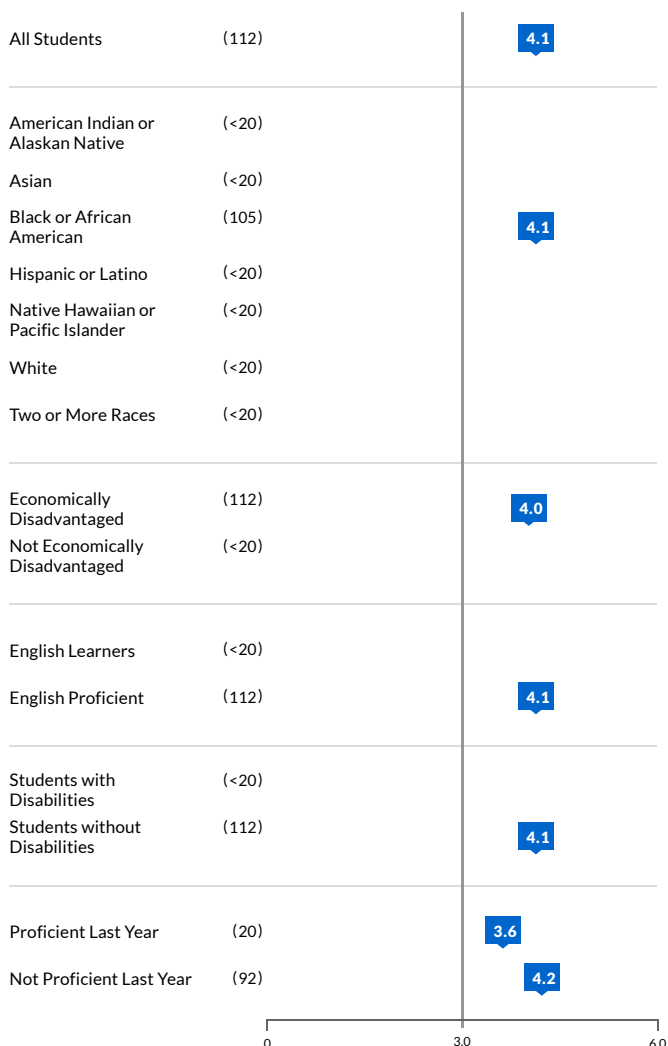 All Students (112) 4.1
American Indian or (<20)
Alaskan Native
Asian (<20)
Black or African (105) 4.1
American
Hispanic or Latino (<20)
Native Hawaiian or (<20)
Pacific Islander
White (<20)
Two or More Races (<20)
Economically (112) 4.0
Disadvantaged
Not Economically (<20)
Disadvantaged
English Learners (<20)
English Proficient (112) 4.1
Students with (<20)
Disabilities
Students without (112) 4.1
Disabilities
Proficient Last Year (20) 3.6
Not Proficient Last Year (92) 4.2
0 3.0 6.0